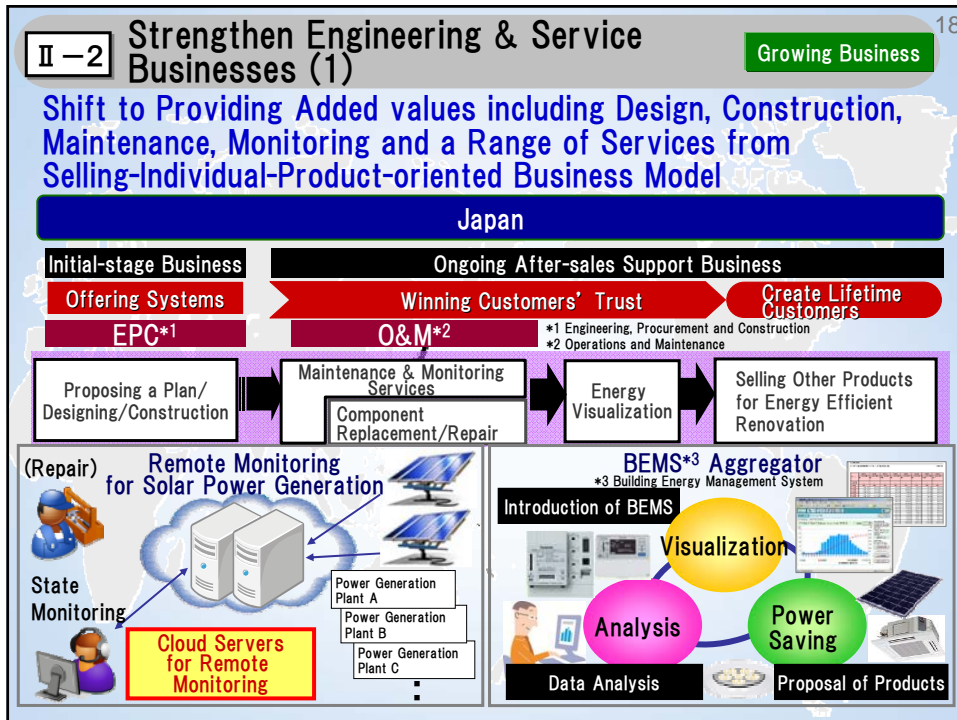 18
Ⅱ－2
Strengthen Engineering & Service
Businesses (1)
Growing Business
Shift to Providing Added values including Design, Construction,
Maintenance, Monitoring and a Range of Services from
Selling-Individual-Product-oriented Business Model
Japan
Initial-stage Business
Ongoing After-sales Support Business
Offering Systems
Winning Customers’ Trust
Create Lifetime
Customers
EPC*1
O&M*2
*1 Engineering, Procurement and Construction
*2 Operations and Maintenance
Proposing a Plan/
Designing/Construction
Maintenance & Monitoring
Services
Component
Replacement/Repair
Energy
Visualization
Selling Other Products
for Energy Efficient
Renovation
(Repair)
Remote Monitoring
for Solar Power Generation
State
Monitoring
Cloud Servers
for Remote
Monitoring
Power Generation
Plant A
Power Generation
Plant B
Power Generation
Plant C
BEMS*3 Aggregator
*3 Building Energy Management System
Introduction of BEMS
Visualization
Analysis
Power
Saving
Data Analysis
Proposal of Products